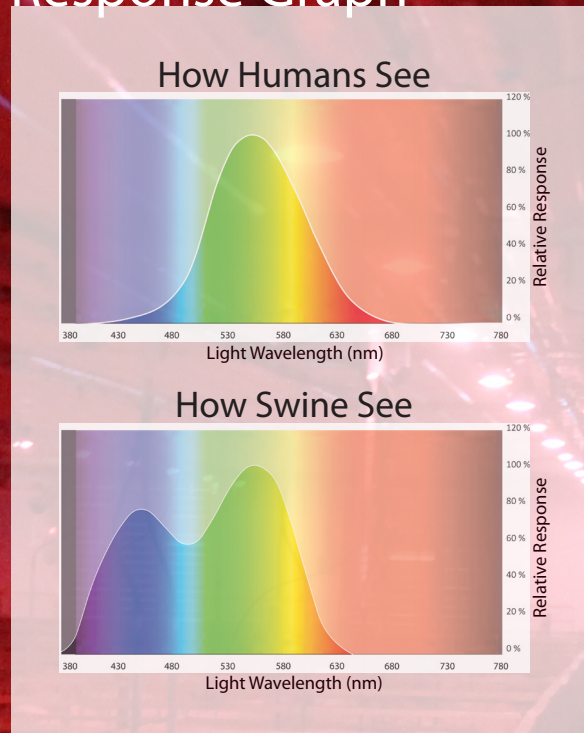 Response Graph
How Humans See
120 %
100 %
80 %
60 %
40 %
20 %
0 %
Relative Response
380 430 480 530 580 630 680 730 780
Light Wavelength (nm)
How Swine See
120 %
100 %
80 %
60 %
40 %
20 %
0 %
Relative Response
380 430 480 530 580 630 680 730 780
Light Wavelength (nm)